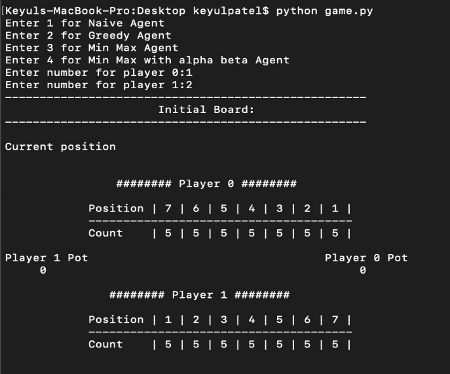 [Keyuls-MacBook-Pro:Desktop keyulpatel$ python game.py
Enter 1 for Naive Agent
Enter 2 for Greedy Agent
Enter 3 for Min Max Agent
Enter 4 for Min Max with alpha beta Agent
Enter number for player 0:1
Enter number for player 1:2
----------------------------------------------------
Initial Board:
----------------------------------------------------
Current position
######## Player 0 ########
Position | 7 | 6 | 5 | 4 | 3 | 2 | 1 |
--------------------------------------
Count | 5 | 5 | 5 | 5 | 5 | 5 | 5 |
Player 1 Pot Player 0 Pot
0 0
######## Player 1 ########
Position | 1 | 2 | 3 | 4 | 5 | 6 | 7 |
--------------------------------------
Count | 5 | 5 | 5 | 5 | 5 | 5 | 5 |